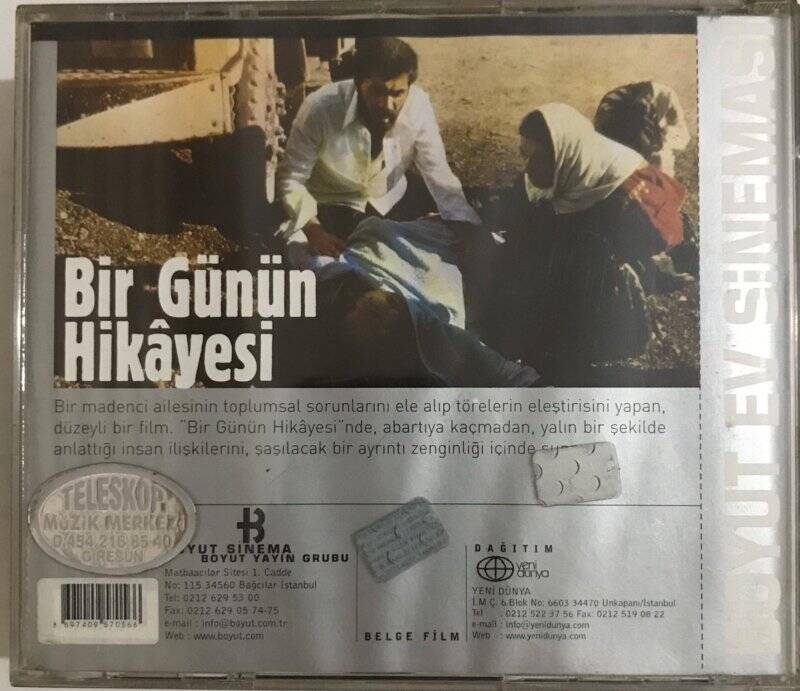 Bir Günün
Hikâyesi
Bir madenci ailesinin toplumsal sorunlarını ele alıp törelerin eleştirisini yapan,
düzeyli bir film. "Bir Günün Hikâyesi"nde, abartıya kaçmadan, yalın bir şekilde
anlattığı insan ilişkilerini, şaşılacak bir ayrıntı zenginliği içinde
TELESKOP
MÜZİK MERKEZİ
0.454.216 85 40
GİRESUN
BOYUT SİNEMA
BOYUT YAYIN GRUBU
Matbaacılar Sitesi 1. Cadde
No: 115 34560 Bağcılar İstanbul
Tel: 0212 629 53 00
Fax: 0212 629 05 74-75
e-mail : info@boyut.com.tr
Web : www.boyut.com
8 697409 570566
BELGE FİLM
DAĞITIM
yeni
dünya
YENİ DÜNYA
İ.M.Ç. 6.Blok No: 6603 34470 Unkapanı/İstanbul
Tel : 0212 522 37 56 Fax: 0212 519 08 22
e-mail : info@yenidunya.com
Web : www.yenidunya.com
BOYUT EV SİNEMASI